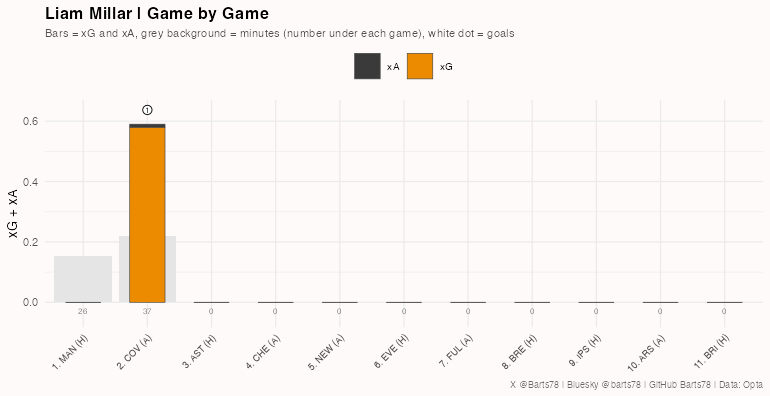 Liam Millar | Game by Game
Bars = xG and xA, grey background = minutes (number under each game), white dot = goals
xA xG
1
0.6
0.4
0.2
0.0
xG + xA
26 37 0 0 0 0 0 0 0 0 0
1. MAN (H) 2. COV (A) 3. AST (H) 4. CHE (A) 5. NEW (A) 6. EVE (H) 7. FUL (A) 8. BRE (H) 9. IPS (H) 10. ARS (A) 11. BRI (H)
X @Barts78 | Bluesky @barts78 | GitHub Barts78 | Data: Opta